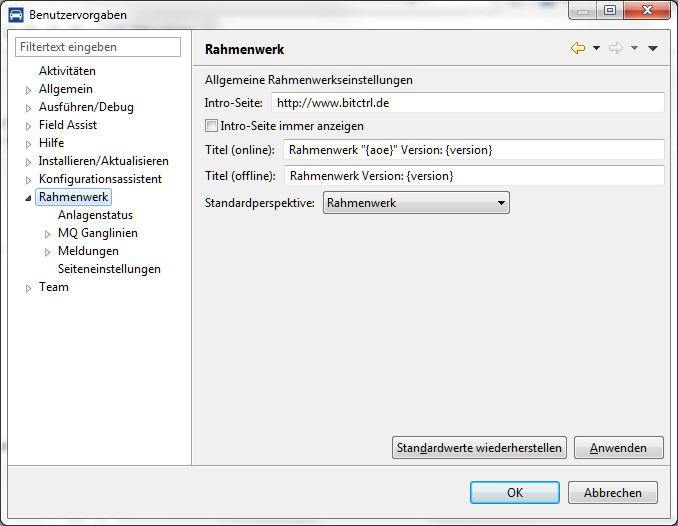 Benutzervorgaben
Filtertext eingeben
Aktivitäten
Allgemein
Ausführen/Debug
Field Assist
Hilfe
Installieren/Aktualisieren
Konfigurationsassistent
Rahmenwerk
Anlagenstatus
MQ Ganglinien
Meldungen
Seiteneinstellungen
Team
Rahmenwerk
Allgemeine Rahmenwerkseinstellungen
Intro-Seite: http://www.bitctrl.de
Intro-Seite immer anzeigen
Titel (online): Rahmenwerk "{aoe}" Version: {version}
Titel (offline): Rahmenwerk Version: {version}
Standardperspektive: Rahmenwerk
Standardwerte wiederherstellen Anwenden
OK Abbrechen